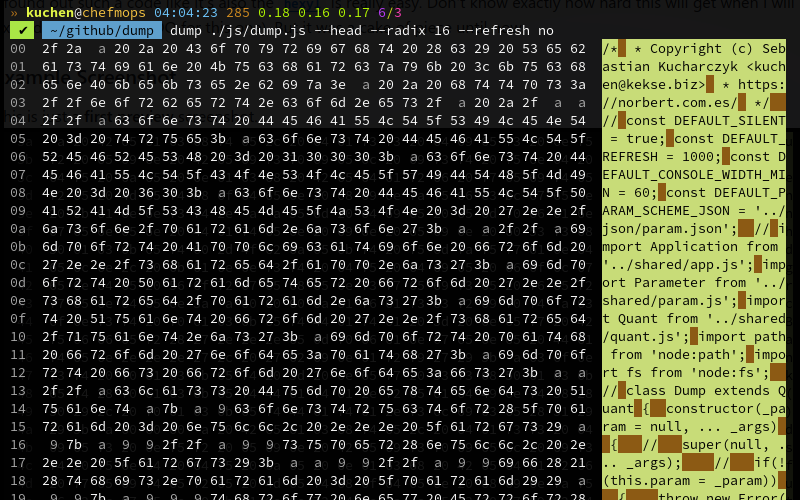 » kuchen@chefmops 04:04:23 285 0.18 0.16 0.17 6/3
✔ ~/github/dump dump ./js/dump.js --head --radix 16 --refresh no
00 2f 2a a 20 2a 20 43 6f 70 79 72 69 67 68 74 20 28 63 29 20 53 65 62 /* * Copyright (c) Seb
01 61 73 74 69 61 6e 20 4b 75 63 68 61 72 63 7a 79 6b 20 3c 6b 75 63 68 astian Kucharczyk <kuch
02 65 6e 40 6b 65 6b 73 65 2e 62 69 7a 3e a 20 2a 20 68 74 74 70 73 3a en@kekse.biz> * https:
03 2f 2f 6e 6f 72 62 65 72 74 2e 63 6f 6d 2e 65 73 2f a 20 2a 2f a a //norbert.com.es/ */
04 2f 2f a 63 6f 6e 73 74 20 44 45 46 41 55 4c 54 5f 53 49 4c 45 4e 54 // const DEFAULT_SILENT
05 20 3d 20 74 72 75 65 3b a 63 6f 6e 73 74 20 44 45 46 41 55 4c 54 5f = true; const DEFAULT_
06 52 45 46 52 45 53 48 20 3d 20 31 30 30 30 3b a 63 6f 6e 73 74 20 44 REFRESH = 1000; const D
07 45 46 41 55 4c 54 5f 43 4f 4e 53 4f 4c 45 5f 57 49 44 54 48 5f 4d 49 EFAULT_CONSOLE_WIDTH_MI
08 4e 20 3d 20 36 30 3b a 63 6f 6e 73 74 20 44 45 46 41 55 4c 54 5f 50 N = 60; const DEFAULT_P
09 41 52 41 4d 5f 53 43 48 45 4d 45 5f 4a 53 4f 4e 20 3d 20 27 2e 2e 2f ARAM_SCHEME_JSON = '../
0a 6a 73 6f 6e 2f 70 61 72 61 6d 2e 6a 73 6f 6e 27 3b a a 2f 2f a 69 json/param.json'; // i
0b 6d 70 6f 72 74 20 41 70 70 6c 69 63 61 74 69 6f 6e 20 66 72 6f 6d 20 mport Application from
0c 27 2e 2e 2f 73 68 61 72 65 64 2f 61 70 70 2e 6a 73 27 3b a 69 6d 70 '../shared/app.js'; imp
0d 6f 72 74 20 50 61 72 61 6d 65 74 65 72 20 66 72 6f 6d 20 27 2e 2e 2f ort Parameter from '../
0e 73 68 61 72 65 64 2f 70 61 72 61 6d 2e 6a 73 27 3b a 69 6d 70 6f 72 shared/param.js'; impor
0f 74 20 51 75 61 6e 74 20 66 72 6f 6d 20 27 2e 2e 2f 73 68 61 72 65 64 t Quant from '../shared
10 2f 71 75 61 6e 74 2e 6a 73 27 3b a 69 6d 70 6f 72 74 20 70 61 74 68 /quant.js'; import path
11 20 66 72 6f 6d 20 27 6e 6f 64 65 3a 70 61 74 68 27 3b a 69 6d 70 6f from 'node:path'; impo
12 72 74 20 66 73 20 66 72 6f 6d 20 27 6e 6f 64 65 3a 66 73 27 3b a a rt fs from 'node:fs';
13 2f 2f a 63 6c 61 73 73 20 44 75 6d 70 20 65 78 74 65 6e 64 73 20 51 // class Dump extends Q
14 75 61 6e 74 a 7b a 9 63 6f 6e 73 74 72 75 63 74 6f 72 28 5f 70 61 uant { constructor(_pa
15 72 61 6d 20 3d 20 6e 75 6c 6c 2c 20 2e 2e 2e 20 5f 61 72 67 73 29 a ram = null, ... _args)
16 9 7b a 9 9 2f 2f a 9 9 73 75 70 65 72 28 6e 75 6c 6c 2c 20 2e { // super(null, .
17 2e 2e 20 5f 61 72 67 73 29 3b a a 9 9 2f 2f a 9 9 69 66 28 21 .. _args); // if(!
18 28 74 68 69 73 2e 70 61 72 61 6d 20 3d 20 5f 70 61 72 61 6d 29 29 a (this.param = _param))
19 9 9 7b a 9 9 9 74 68 72 6f 77 20 6e 65 77 20 45 72 72 6f 72 28 { throw new Error(